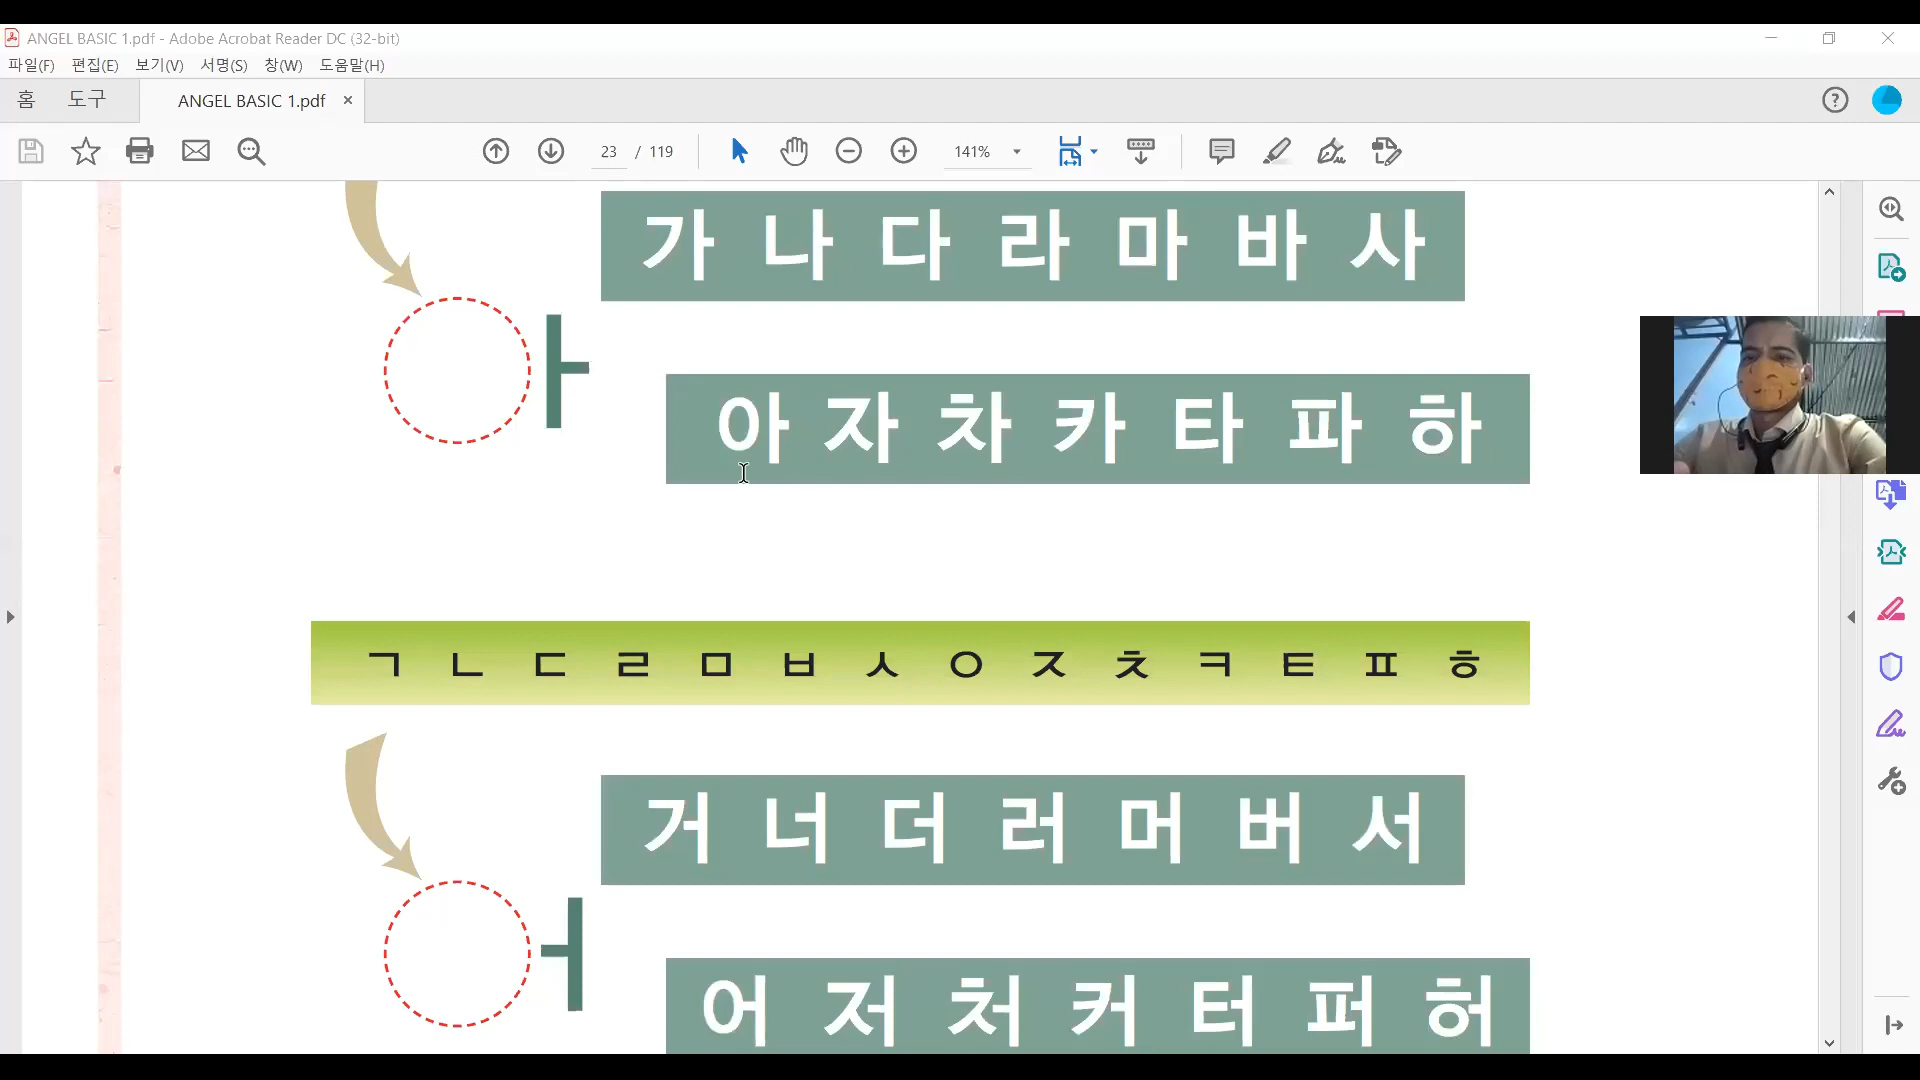 ANGEL BASIC 1.pdf - Adobe Acrobat Reader DC (32-bit)
파일(F) 편집(E) 보기(V) 서명(S) 창(W) 도움말(H)
홈 도구 ANGEL BASIC 1.pdf ×
23 / 119 141%
가 나 다 라 마 바 사
ㅏ
아 자 차 카 타 파 하
ㄱ ㄴ ㄷ ㄹ ㅁ ㅂ ㅅ ㅇ ㅈ ㅊ ㅋ ㅌ ㅍ ㅎ
거 너 더 러 머 버 서
ㅓ
어 저 처 커 터 퍼 허